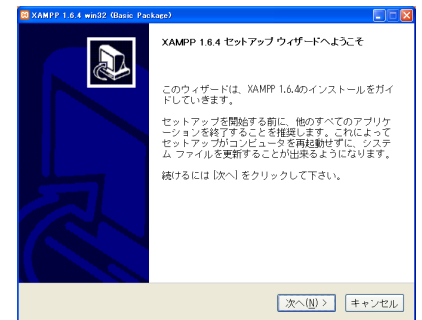 XAMPP 1.6.4 win32 (Basic Package)
XAMPP 1.6.4 セットアップ ウィザードへようこそ
このウィザードは、XAMPP 1.6.4のインストールをガイ
ドしていきます。
セットアップを開始する前に、他のすべてのアプリケ
ーションを終了することを推奨します。これによって
セットアップがコンピュータを再起動せずに、システ
ム ファイルを更新することが出来るようになります。
続けるには [次へ] をクリックして下さい。
次へ(N) >
キャンセル